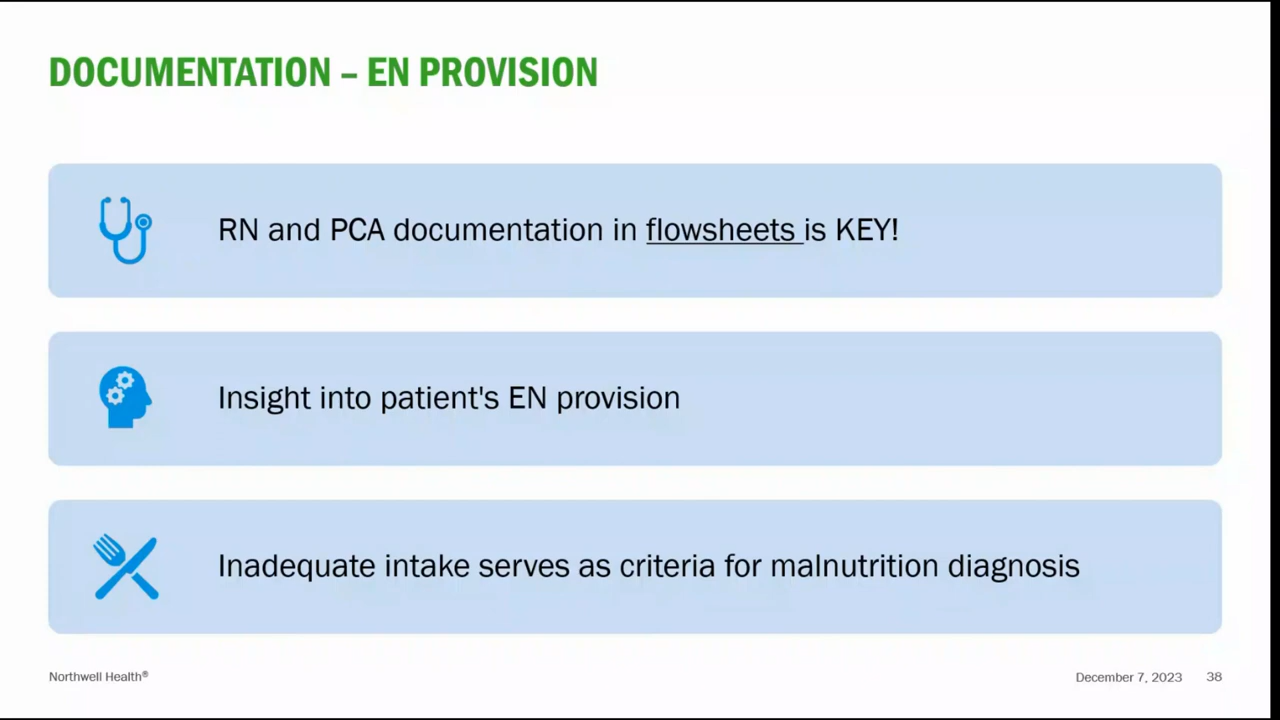 DOCUMENTATION – EN PROVISION
RN and PCA documentation in flowsheets is KEY!
Insight into patient's EN provision
Inadequate intake serves as criteria for malnutrition diagnosis
Northwell Health®
December 7, 2023 38